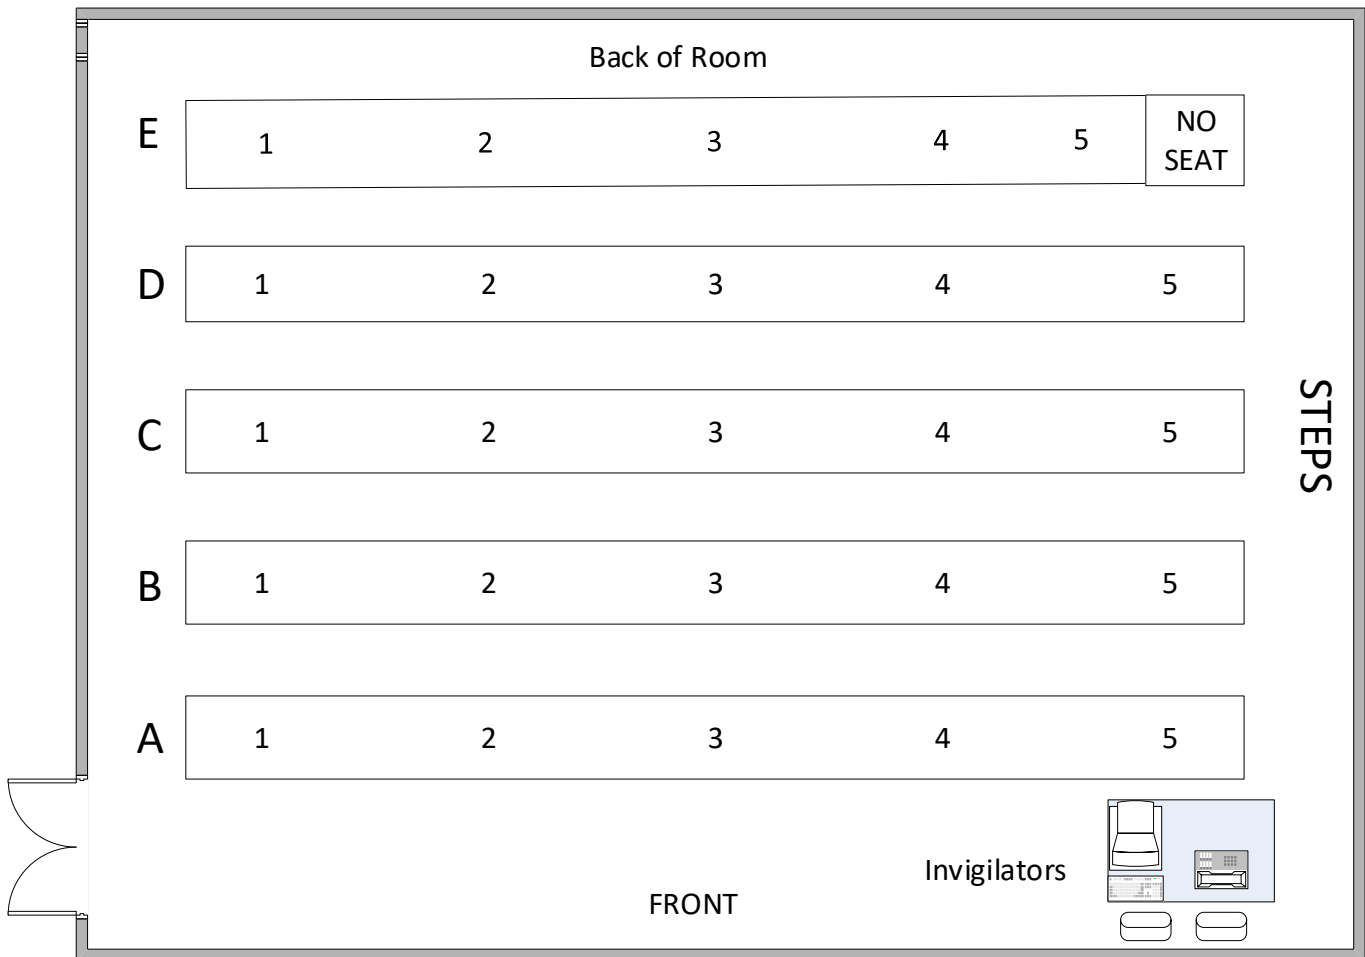 Back of Room
E 1 2 3 4 5 NO SEAT
D 1 2 3 4 5
C 1 2 3 4 5
STEPS
B 1 2 3 4 5
A 1 2 3 4 5
Invigilators
FRONT